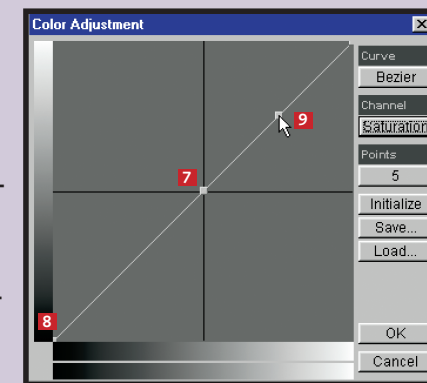 Color Adjustment
Curve
Bezier
Channel
Saturation
Points
5
Initialize
Save...
Load...
OK
Cancel
9
7
8